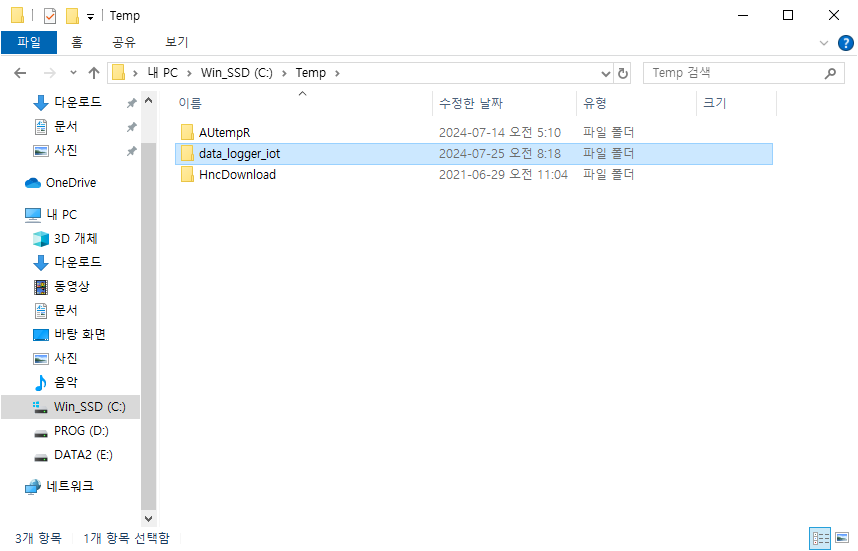 Temp
파일 홈 공유 보기
내 PC Win_SSD (C:) Temp
Temp 검색
다운로드
문서
사진
OneDrive
내 PC
3D 개체
다운로드
동영상
문서
바탕 화면
사진
음악
Win_SSD (C:)
PROG (D:)
DATA2 (E:)
네트워크
이름 수정한 날짜 유형 크기
AUtempR 2024-07-14 오전 5:10 파일 폴더
data_logger_iot 2024-07-25 오전 8:18 파일 폴더
HncDownload 2021-06-29 오전 11:04 파일 폴더
3개 항목 1개 항목 선택함